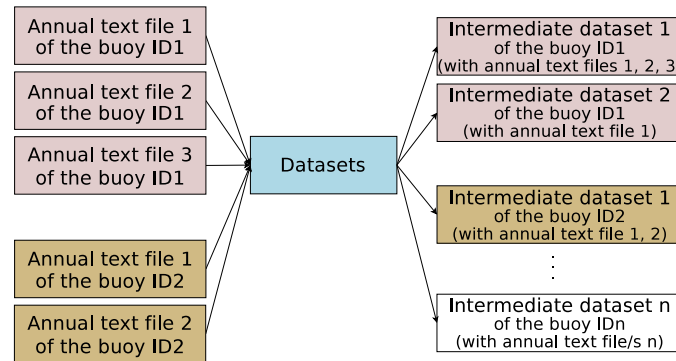 Annual text file 1
of the buoy ID1
Annual text file 2
of the buoy ID1
Annual text file 3
of the buoy ID1
Annual text file 1
of the buoy ID2
Annual text file 2
of the buoy ID2
Datasets
Intermediate dataset 1
of the buoy ID1
(with annual text files 1, 2, 3)
Intermediate dataset 2
of the buoy ID1
(with annual text file 1)
Intermediate dataset 1
of the buoy ID2
(with annual text file 1, 2)
Intermediate dataset n
of the buoy IDn
(with annual text file/s n)